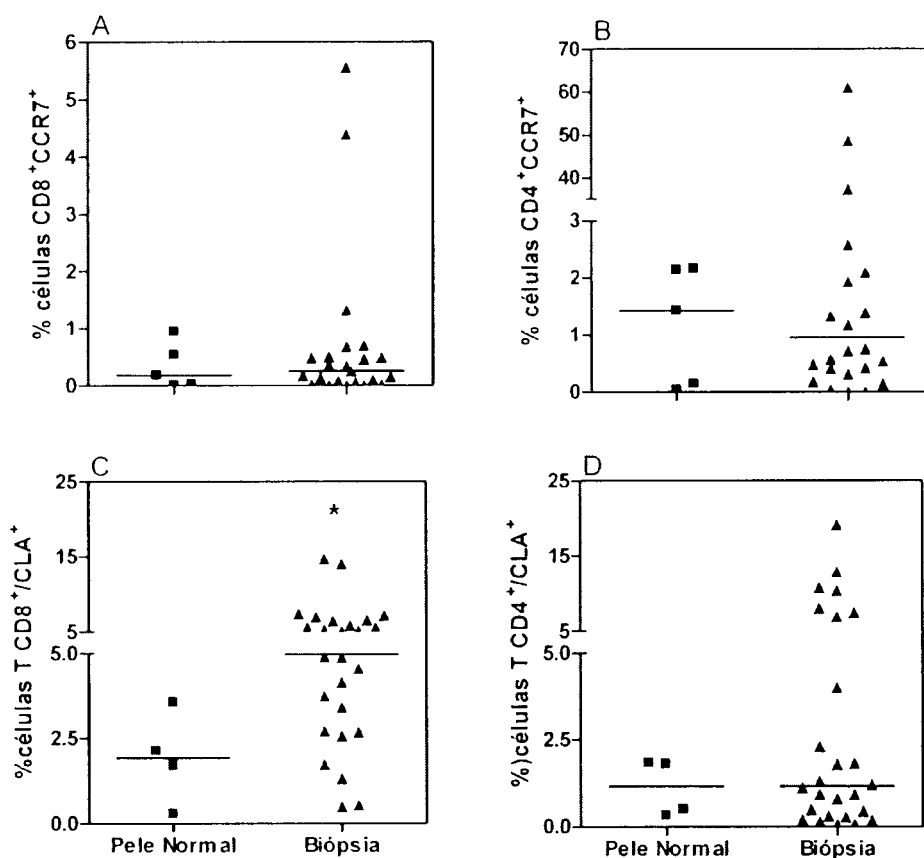 A
% células CD8⁺CCR7⁺
6
5
4
3
2
1
0
B
% células CD4⁺CCR7⁺
70
60
50
40
3
2
1
0
C
%células T CD8⁺/CLA⁺
25
15
5
5.0
2.5
0.0
*
Pele Normal
Biópsia
D
%)células T CD4⁺/CLA⁺
25
15
5
5.0
2.5
0.0
Pele Normal
Biópsia